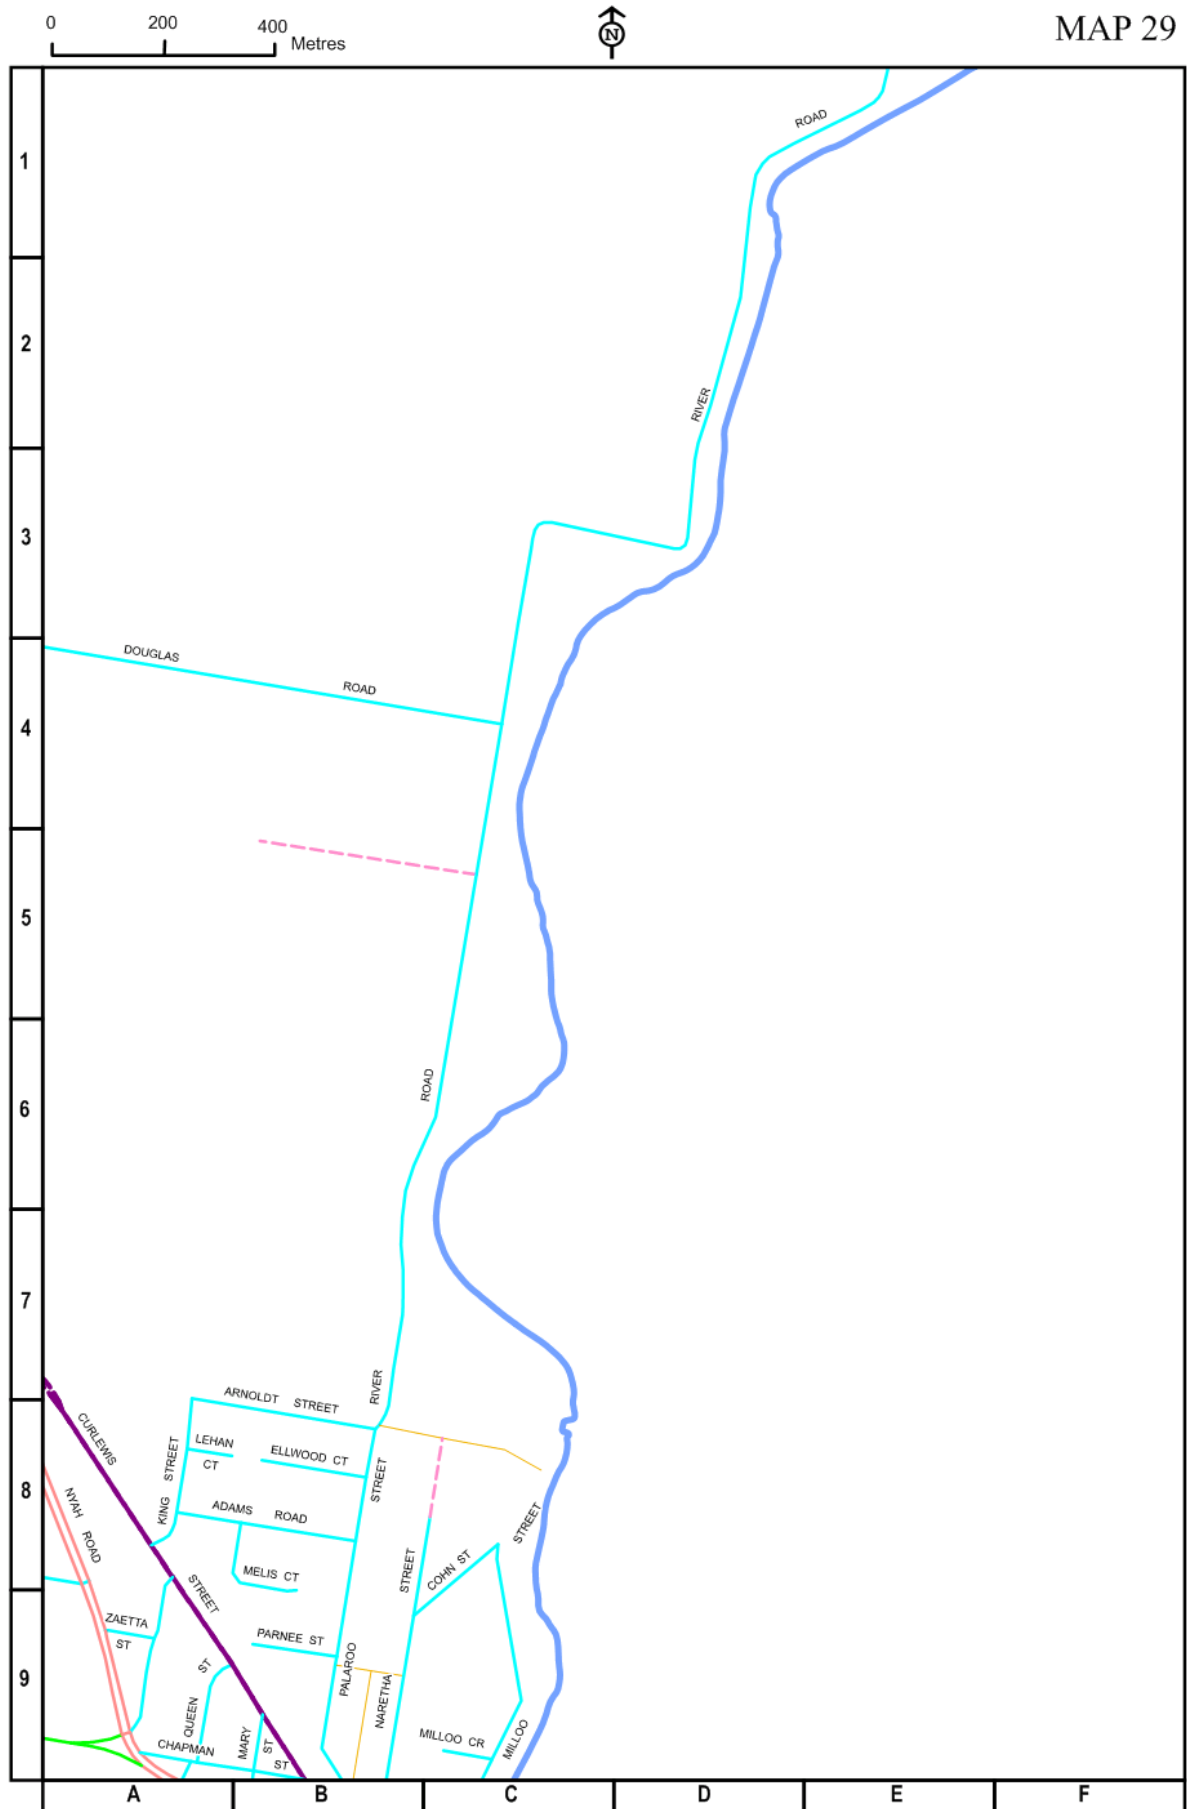 0 200 400 Metres
N
MAP 29
1
ROAD
2
RIVER
3
DOUGLAS
ROAD
4
5
6
ROAD
7
RIVER
ARNOLDT STREET
CURLEWIS
LEHAN
CT
ELLWOOD CT
STREET
STREET
8
NYAH
ROAD
KING
ADAMS ROAD
STREET
STREET
COHN ST
MELIS CT
STREET
ZAETTA
ST
PARNEE ST
9
ST
PALAROO
NARETHA
QUEEN
MARY
ST
CHAPMAN
ST
MILLOO CR
MILLOO
A B C D E F